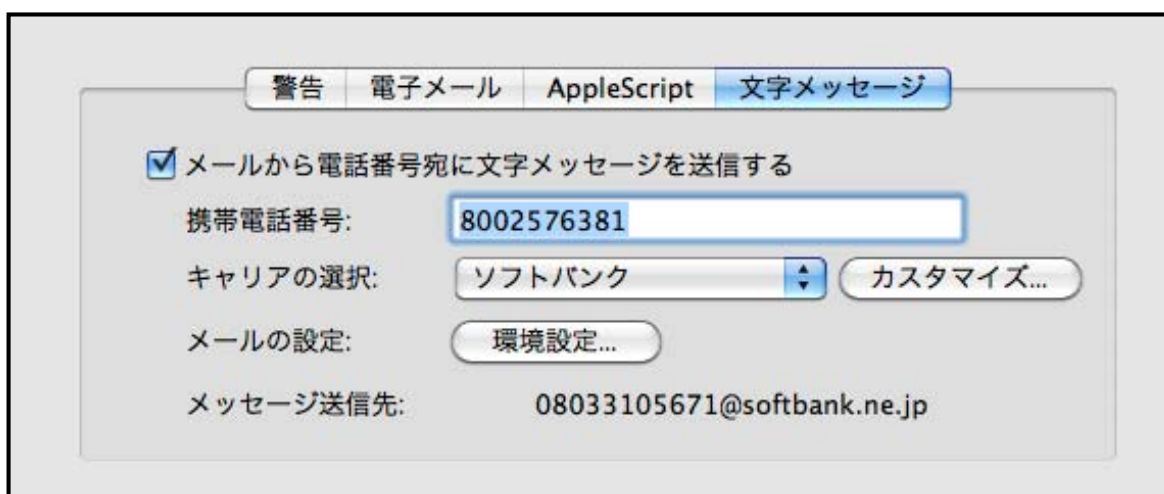 警告 電子メール AppleScript 文字メッセージ
メールから電話番号宛に文字メッセージを送信する
携帯電話番号: 8002576381
キャリアの選択: ソフトバンク カスタマイズ...
メールの設定: 環境設定...
メッセージ送信先: 08033105671@softbank.ne.jp